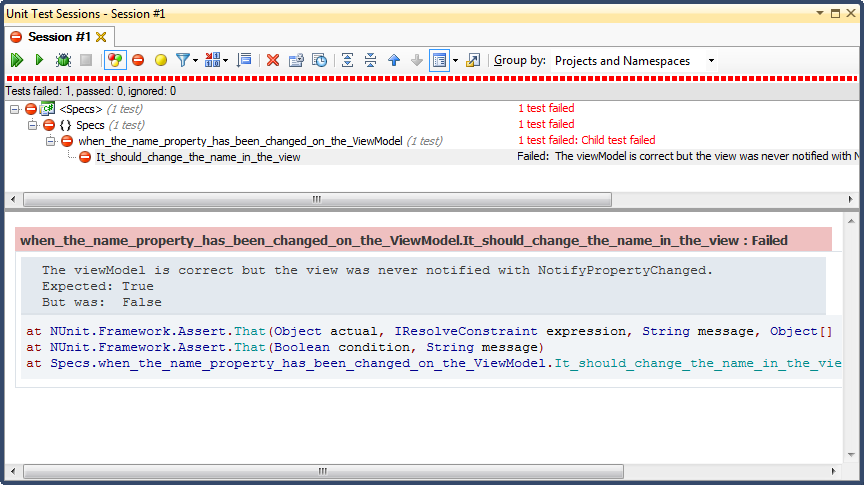 Unit Test Sessions - Session #1
Session #1
Group by: Projects and Namespaces
Tests failed: 1, passed: 0, ignored: 0
<Specs> (1 test) 1 test failed
{ } Specs (1 test) 1 test failed
when_the_name_property_has_been_changed_on_the_ViewModel (1 test) 1 test failed: Child test failed
It_should_change_the_name_in_the_view Failed: The viewModel is correct but the view was never notified with N
when_the_name_property_has_been_changed_on_the_ViewModel.It_should_change_the_name_in_the_view : Failed
The viewModel is correct but the view was never notified with NotifyPropertyChanged.
Expected: True
But was: False
at NUnit.Framework.Assert.That(Object actual, IResolveConstraint expression, String message, Object[]
at NUnit.Framework.Assert.That(Boolean condition, String message)
at Specs.when_the_name_property_has_been_changed_on_the_ViewModel.It_should_change_the_name_in_the_vie